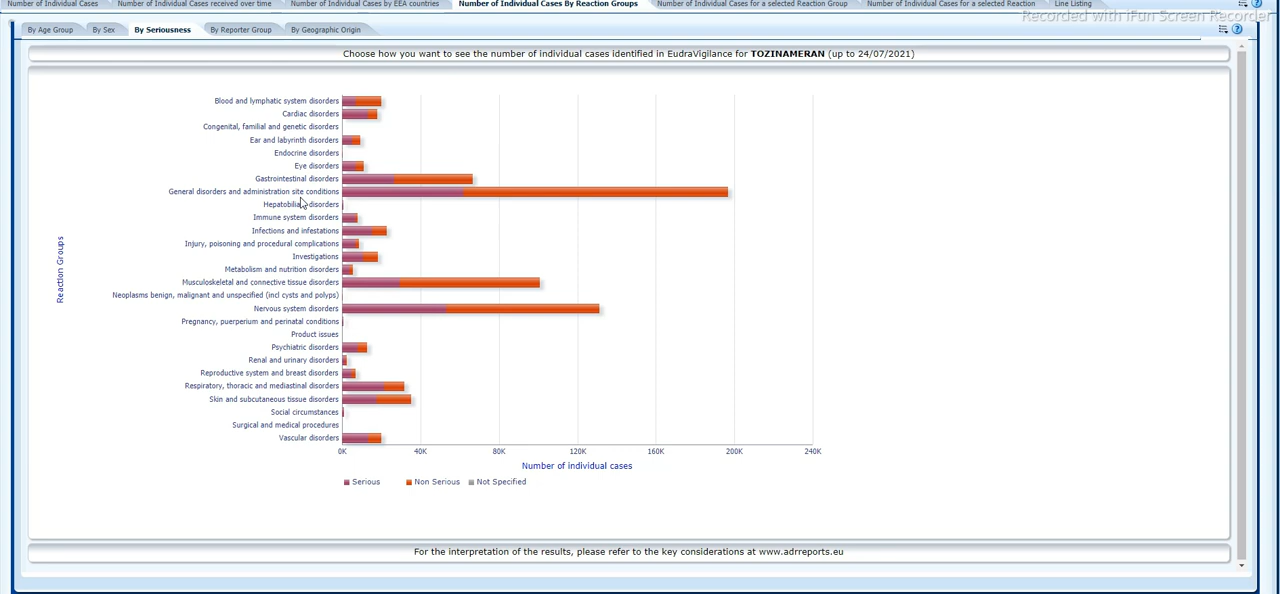 Number of Individual Cases
Number of Individual Cases received over time
Number of Individual Cases by EEA countries
Number of Individual Cases By Reaction Groups
Number of Individual Cases for a selected Reaction Group
Number of Individual Cases for a selected Reaction
Line Listing
Recorded with iFun Screen Recorder
By Age Group
By Sex
By Seriousness
By Reporter Group
By Geographic Origin
Choose how you want to see the number of individual cases identified in EudraVigilance for TOZINAMERAN (up to 24/07/2021)
Reaction Groups
Blood and lymphatic system disorders
Cardiac disorders
Congenital, familial and genetic disorders
Ear and labyrinth disorders
Endocrine disorders
Eye disorders
Gastrointestinal disorders
General disorders and administration site conditions
Hepatobiliary disorders
Immune system disorders
Infections and infestations
Injury, poisoning and procedural complications
Investigations
Metabolism and nutrition disorders
Musculoskeletal and connective tissue disorders
Neoplasms benign, malignant and unspecified (incl cysts and polyps)
Nervous system disorders
Pregnancy, puerperium and perinatal conditions
Product issues
Psychiatric disorders
Renal and urinary disorders
Reproductive system and breast disorders
Respiratory, thoracic and mediastinal disorders
Skin and subcutaneous tissue disorders
Social circumstances
Surgical and medical procedures
Vascular disorders
0K 40K 80K 120K 160K 200K 240K
Number of individual cases
Serious Non Serious Not Specified
For the interpretation of the results, please refer to the key considerations at www.adrreports.eu